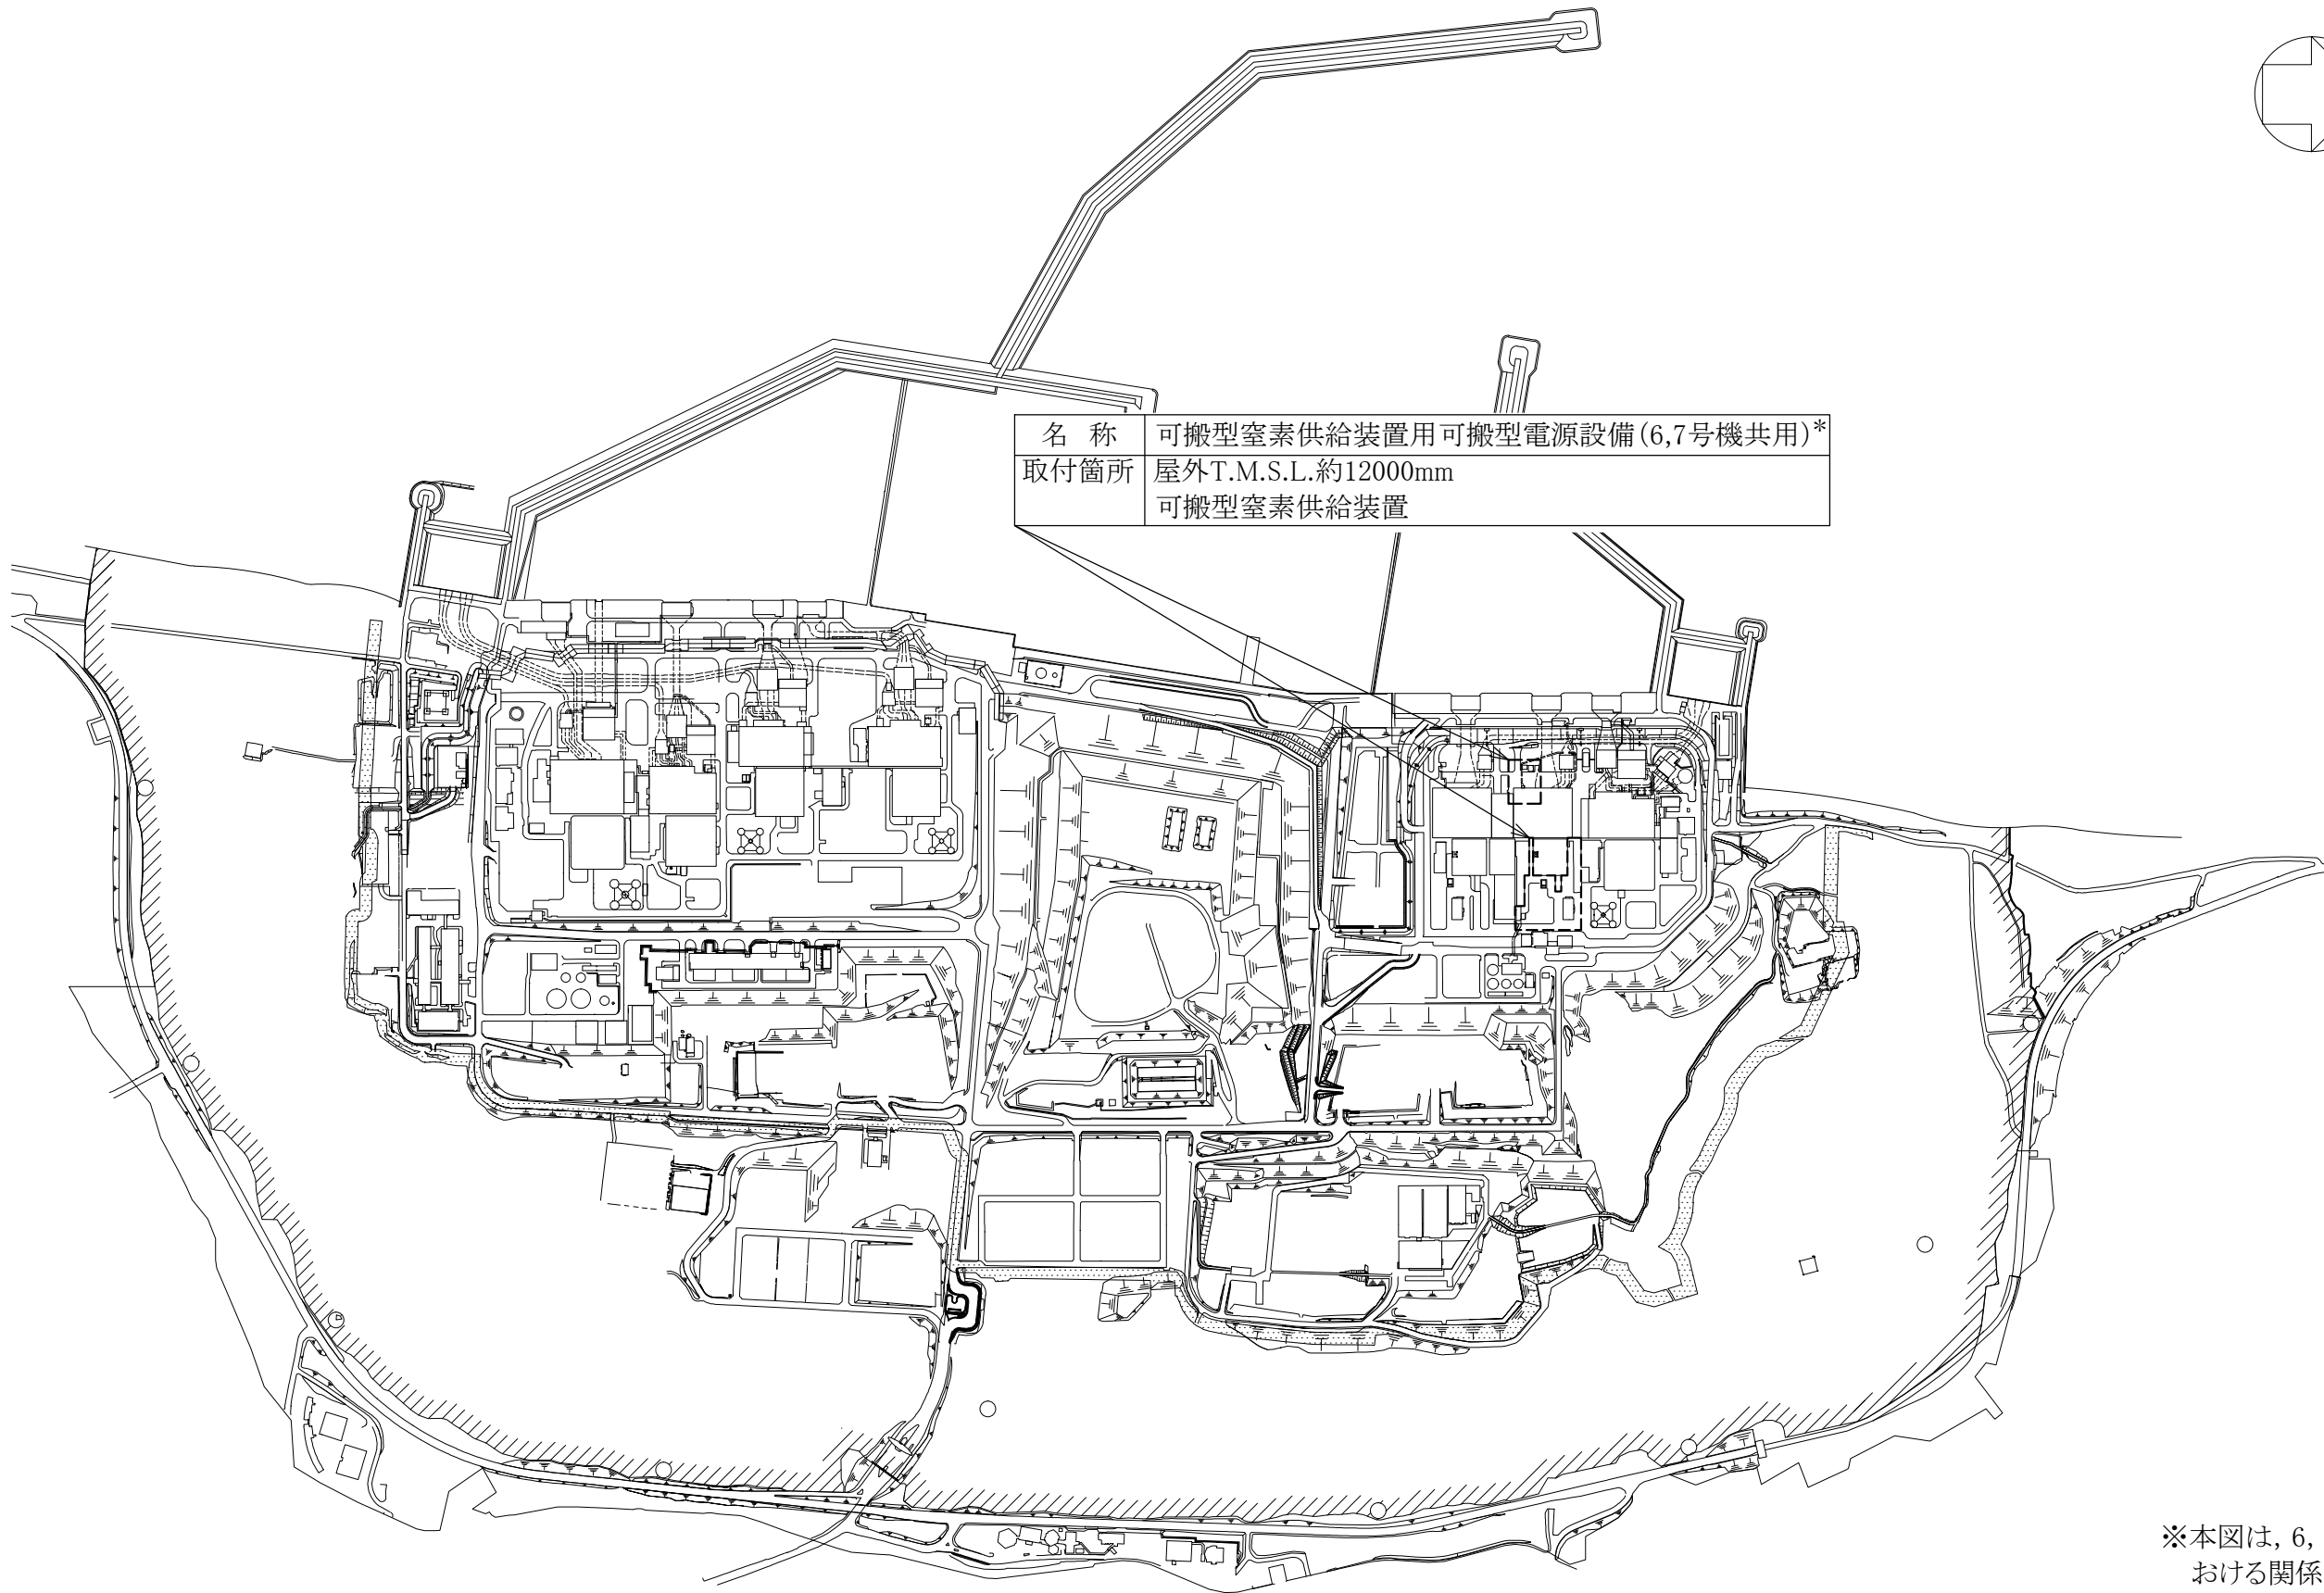 名 称 可搬型窒素供給装置用可搬型電源設備(6,7号機共用)*
取付箇所 屋外T.M.S.L.約12000mm
可搬型窒素供給装置
※本図は, 6,
おける関係